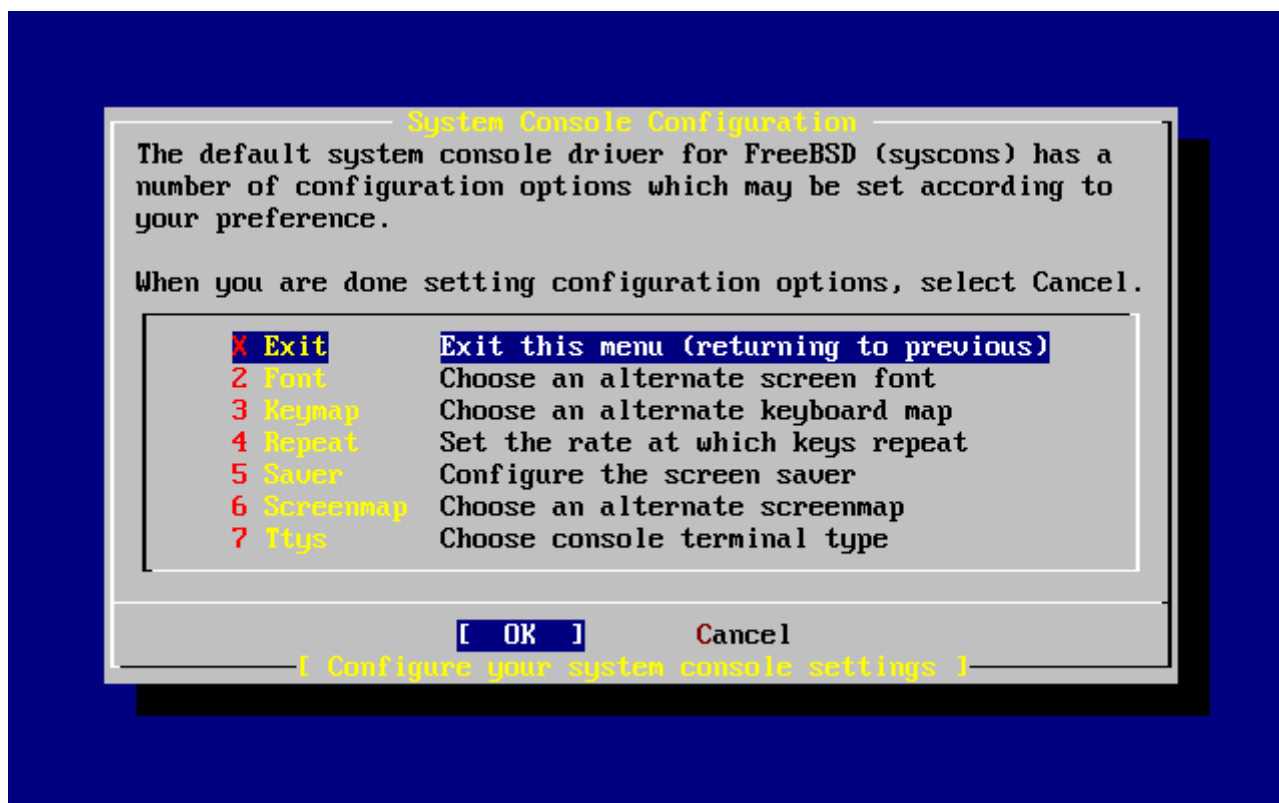 System Console Configuration
The default system console driver for FreeBSD (syscons) has a
number of configuration options which may be set according to
your preference.
When you are done setting configuration options, select Cancel.
X Exit Exit this menu (returning to previous)
2 Font Choose an alternate screen font
3 Keymap Choose an alternate keyboard map
4 Repeat Set the rate at which keys repeat
5 Saver Configure the screen saver
6 Screenmap Choose an alternate screenmap
7 Ttys Choose console terminal type
[ OK ] Cancel
[ Configure your system console settings ]